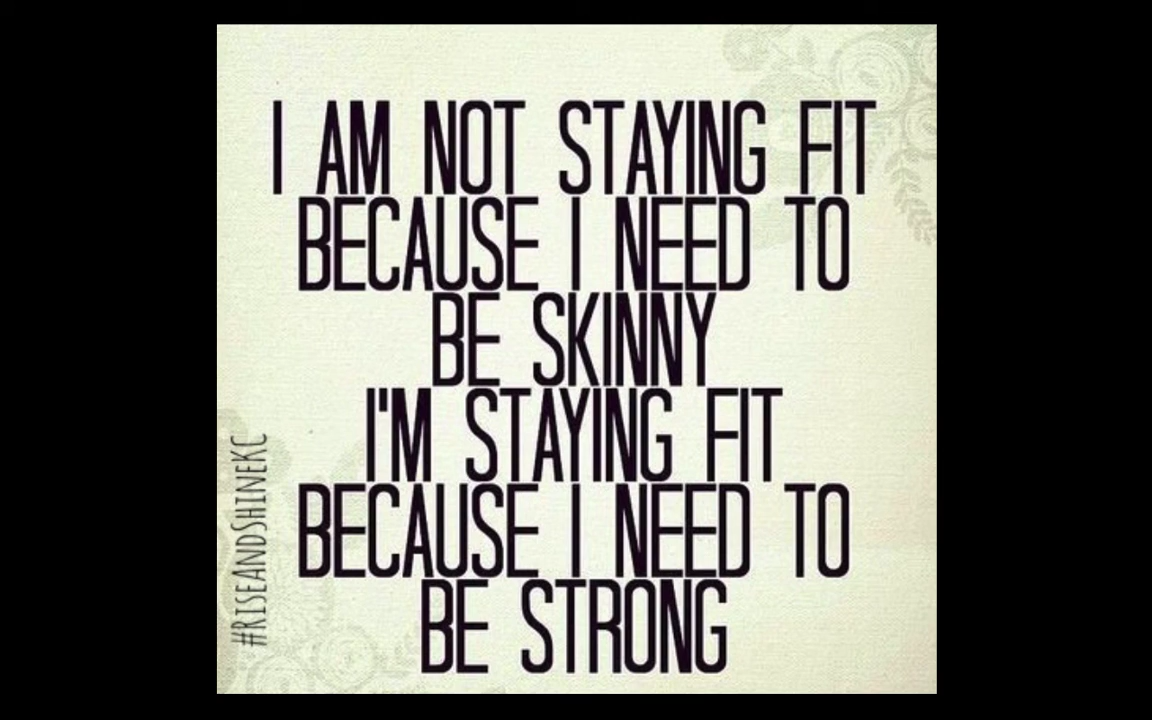 I AM NOT STAYING FIT
BECAUSE I NEED TO
BE SKINNY
I'M STAYING FIT
BECAUSE I NEED TO
BE STRONG
#RISEANDSHINEKC